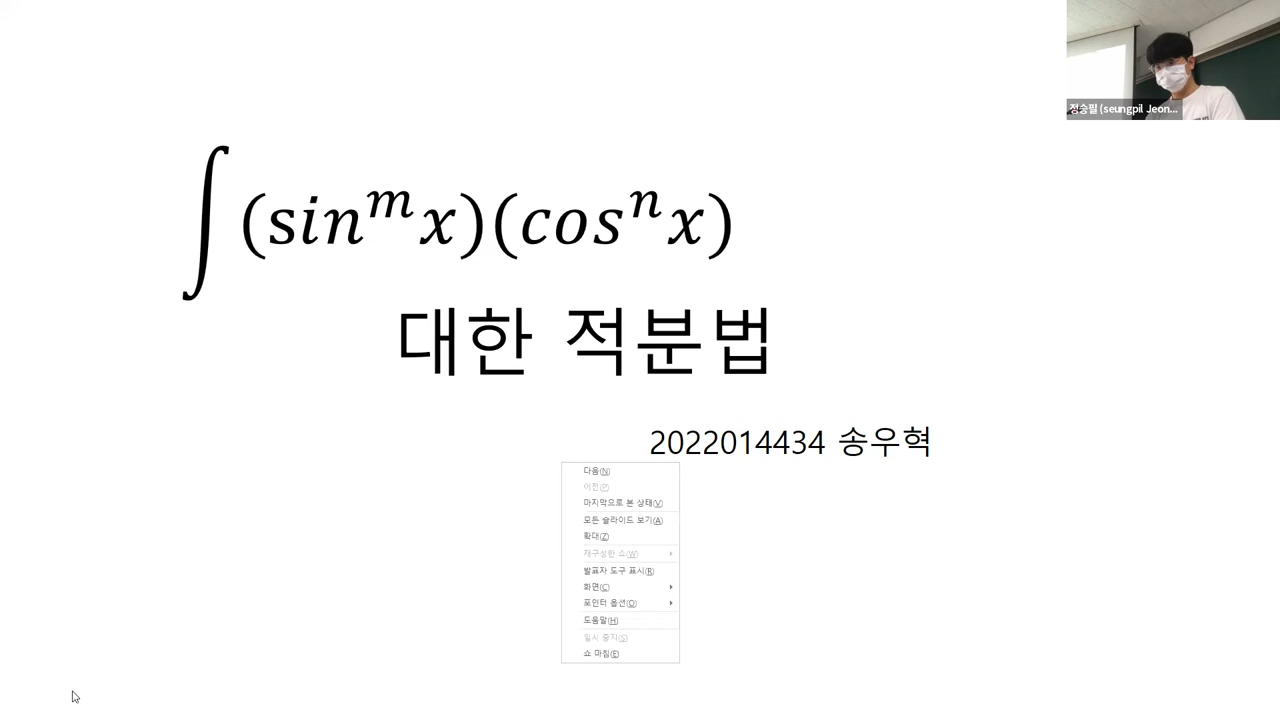 정승필 (seungpil Jeon...
∫(sin^m x)(cos^n x)
대한 적분법
2022014434 송우혁
다음(N)
이전(P)
마지막으로 본 상태(V)
모든 슬라이드 보기(A)
확대(Z)
재구성한 쇼(W)
발표자 도구 표시(R)
화면(C)
포인터 옵션(O)
도움말(H)
일시 중지(S)
쇼 마침(E)